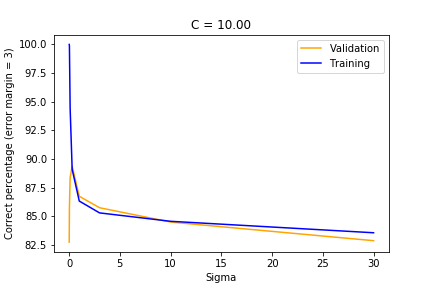 C = 10.00
Validation
Training
Correct percentage (error margin = 3)
100.0
97.5
95.0
92.5
90.0
87.5
85.0
82.5
0 5 10 15 20 25 30
Sigma